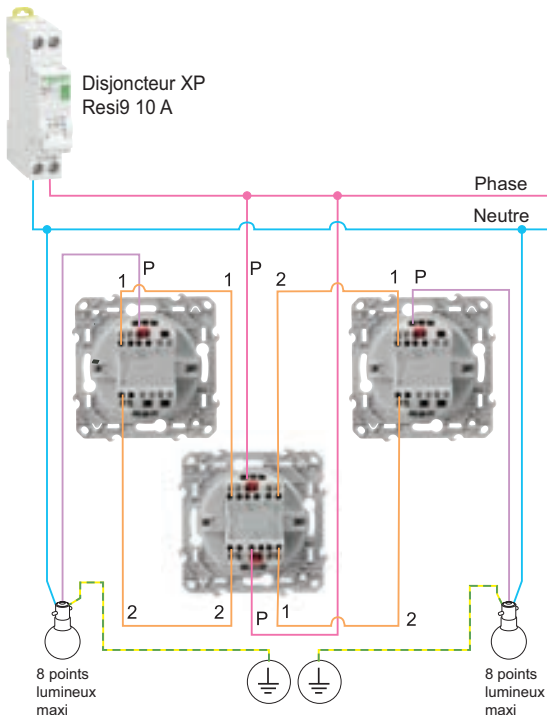 Disjoncteur XP
Resi9 10 A
Phase
Neutre
P
1
1
P
2
1
P
2
2
P
1
2
8 points
lumineux
maxi
8 points
lumineux
maxi